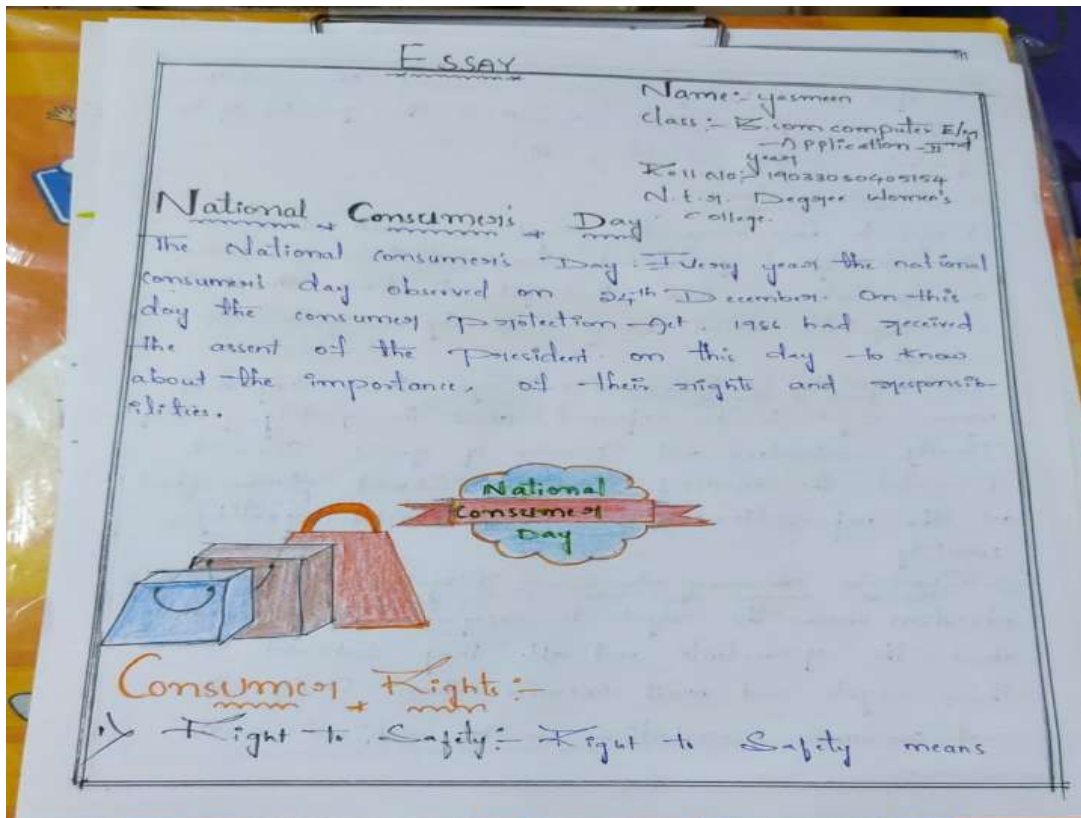 ESSAY
Name:- yasmeen
class:- B.com computer E/m
Application - IInd
year
Roll No:- 19033050405154
N.t.r. Degree Women's
College.
National Consumer's Day
The National consumer's Day. Every year the national
consumer's day observed on 24th December. On this
day the consumer protection Act. 1986 had received
the assent of the President on this day to know
about the importance, of their rights and responsib-
ilities.
National
Consumer
Day
Consumer Rights:-
1) Right to Safety:- Right to Safety means